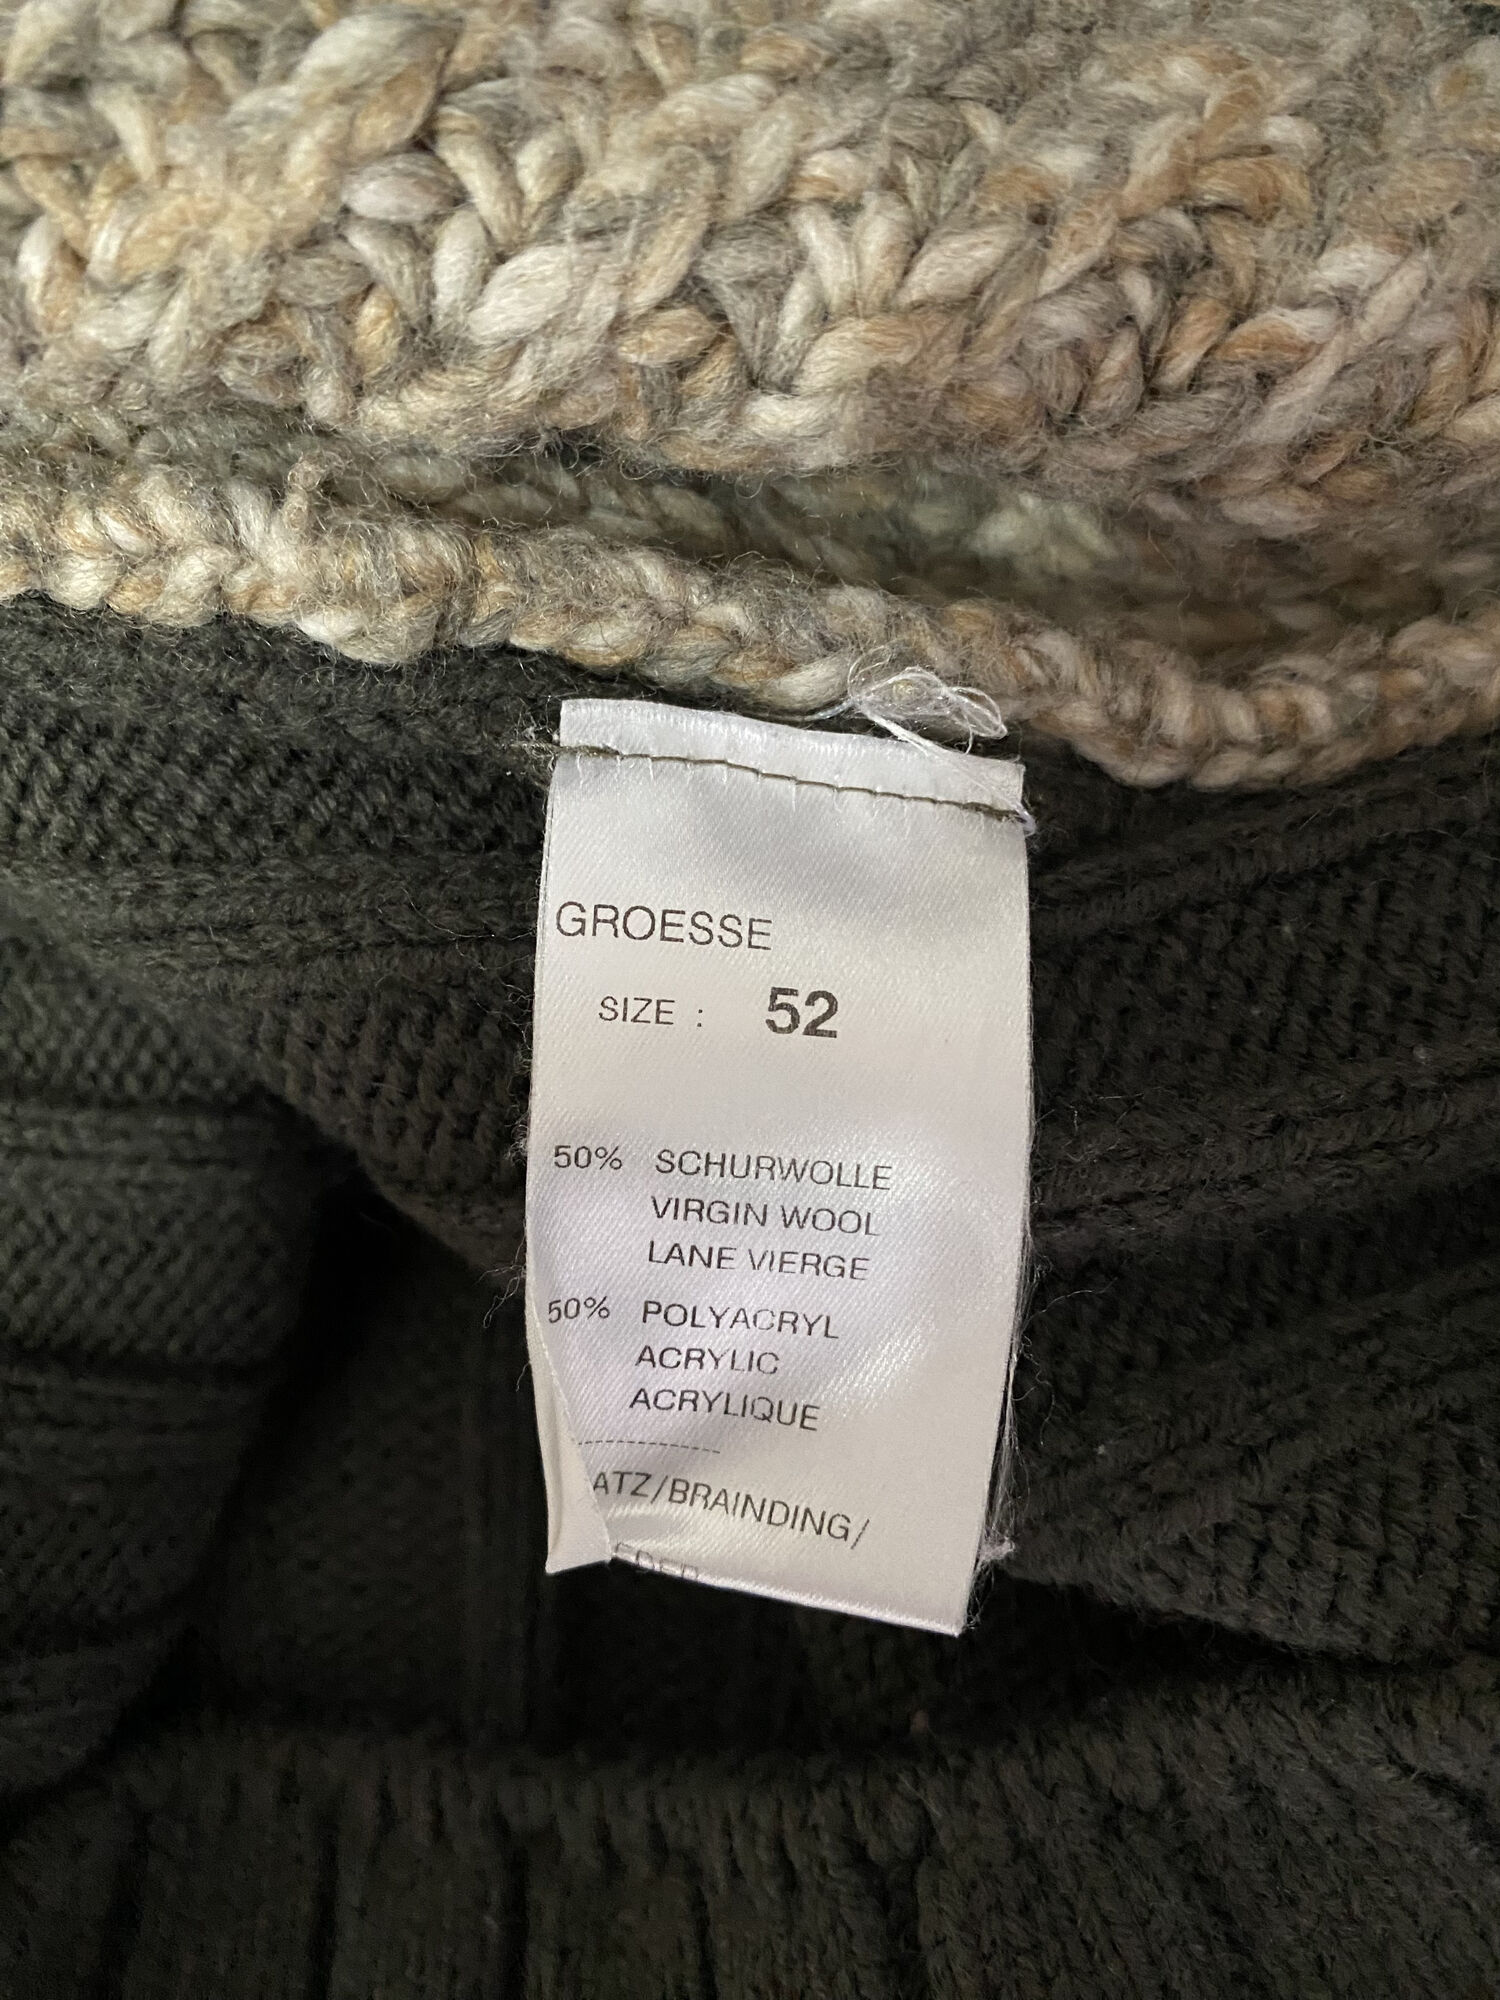 GROESSE
SIZE : 52
50% SCHURWOLLE
VIRGIN WOOL
LANE VIERGE
50% POLYACRYL
ACRYLIC
ACRYLIQUE
ATZ/BRAINDING/